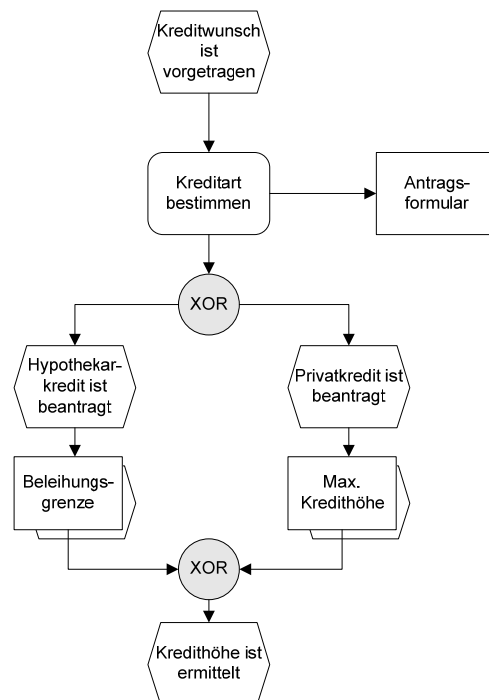 Kreditwunsch
ist
vorgetragen
Kreditart
bestimmen
Antrags-
formular
XOR
Hypothekar-
kredit ist
beantragt
Privatkredit ist
beantragt
Beleihungs-
grenze
Max.
Kredithöhe
XOR
Kredithöhe ist
ermittelt